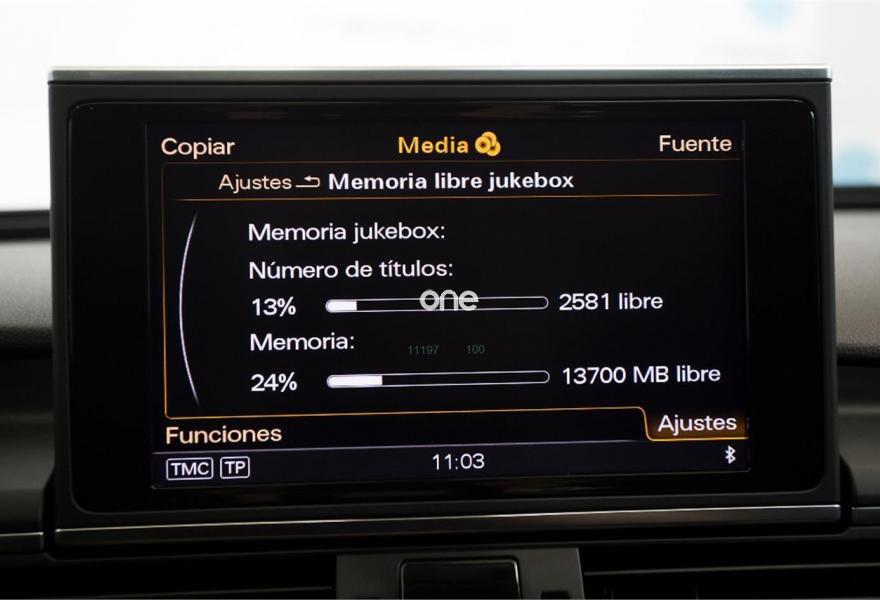 Copiar Media Fuente
Ajustes Memoria libre jukebox
Memoria jukebox:
Número de títulos:
13% one 2581 libre
Memoria:
11197 100
24% 13700 MB libre
Funciones Ajustes
TMC TP 11:03